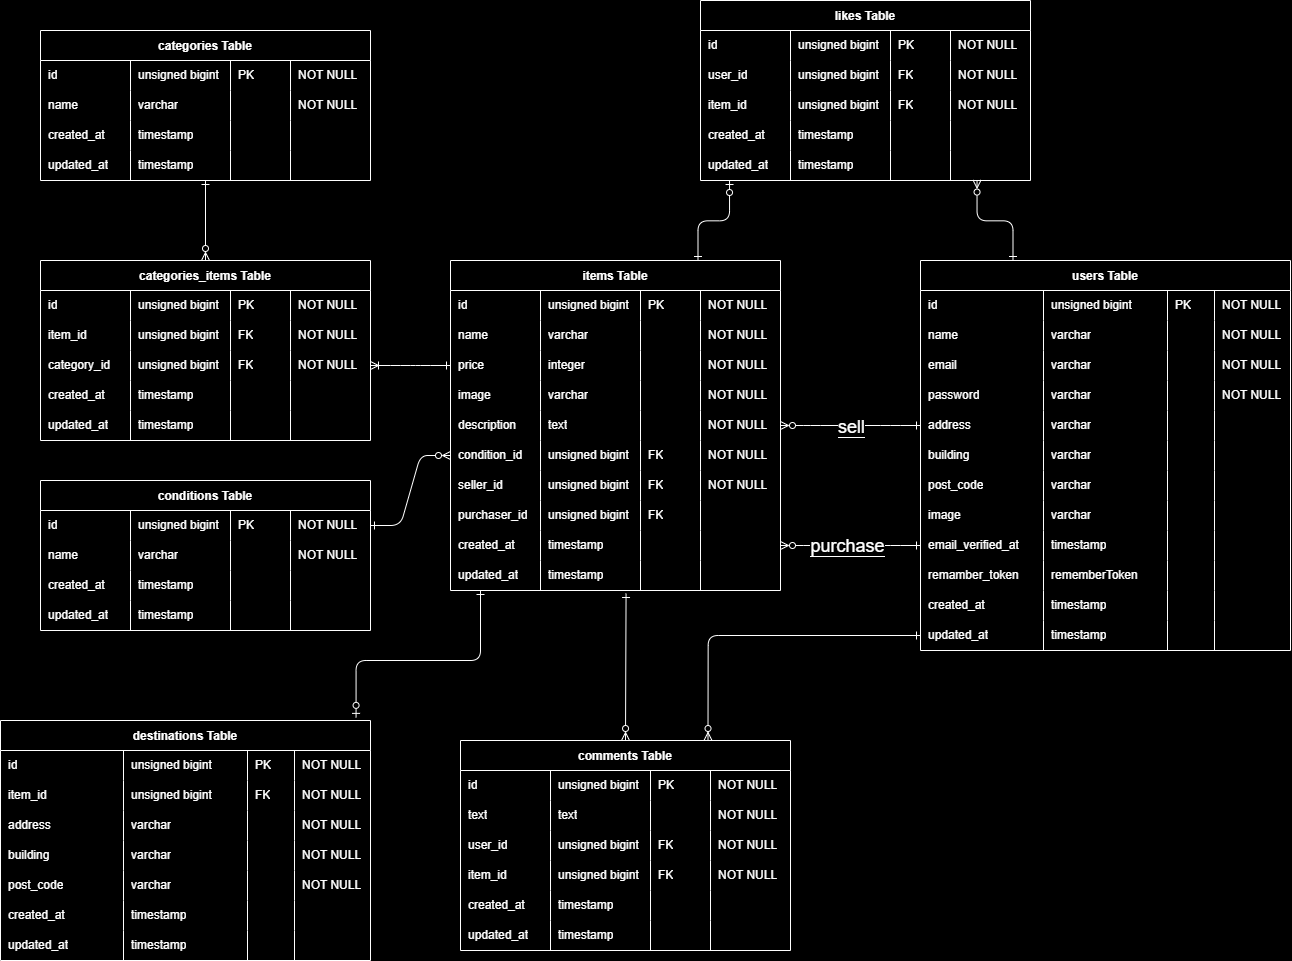 likes Table
id unsigned bigint PK NOT NULL
user_id unsigned bigint FK NOT NULL
item_id unsigned bigint FK NOT NULL
created_at timestamp
updated_at timestamp
categories Table
id unsigned bigint PK NOT NULL
name varchar NOT NULL
created_at timestamp
updated_at timestamp
categories_items Table
id unsigned bigint PK NOT NULL
item_id unsigned bigint FK NOT NULL
category_id unsigned bigint FK NOT NULL
created_at timestamp
updated_at timestamp
items Table
id unsigned bigint PK NOT NULL
name varchar NOT NULL
price integer NOT NULL
image varchar NOT NULL
description text NOT NULL
condition_id unsigned bigint FK NOT NULL
seller_id unsigned bigint FK NOT NULL
purchaser_id unsigned bigint FK
created_at timestamp
updated_at timestamp
sell
purchase
users Table
id unsigned bigint PK NOT NULL
name varchar NOT NULL
email varchar NOT NULL
password varchar NOT NULL
address varchar
building varchar
post_code varchar
image varchar
email_verified_at timestamp
remamber_token rememberToken
created_at timestamp
updated_at timestamp
conditions Table
id unsigned bigint PK NOT NULL
name varchar NOT NULL
created_at timestamp
updated_at timestamp
destinations Table
id unsigned bigint PK NOT NULL
item_id unsigned bigint FK NOT NULL
address varchar NOT NULL
building varchar NOT NULL
post_code varchar NOT NULL
created_at timestamp
updated_at timestamp
comments Table
id unsigned bigint PK NOT NULL
text text NOT NULL
user_id unsigned bigint FK NOT NULL
item_id unsigned bigint FK NOT NULL
created_at timestamp
updated_at timestamp